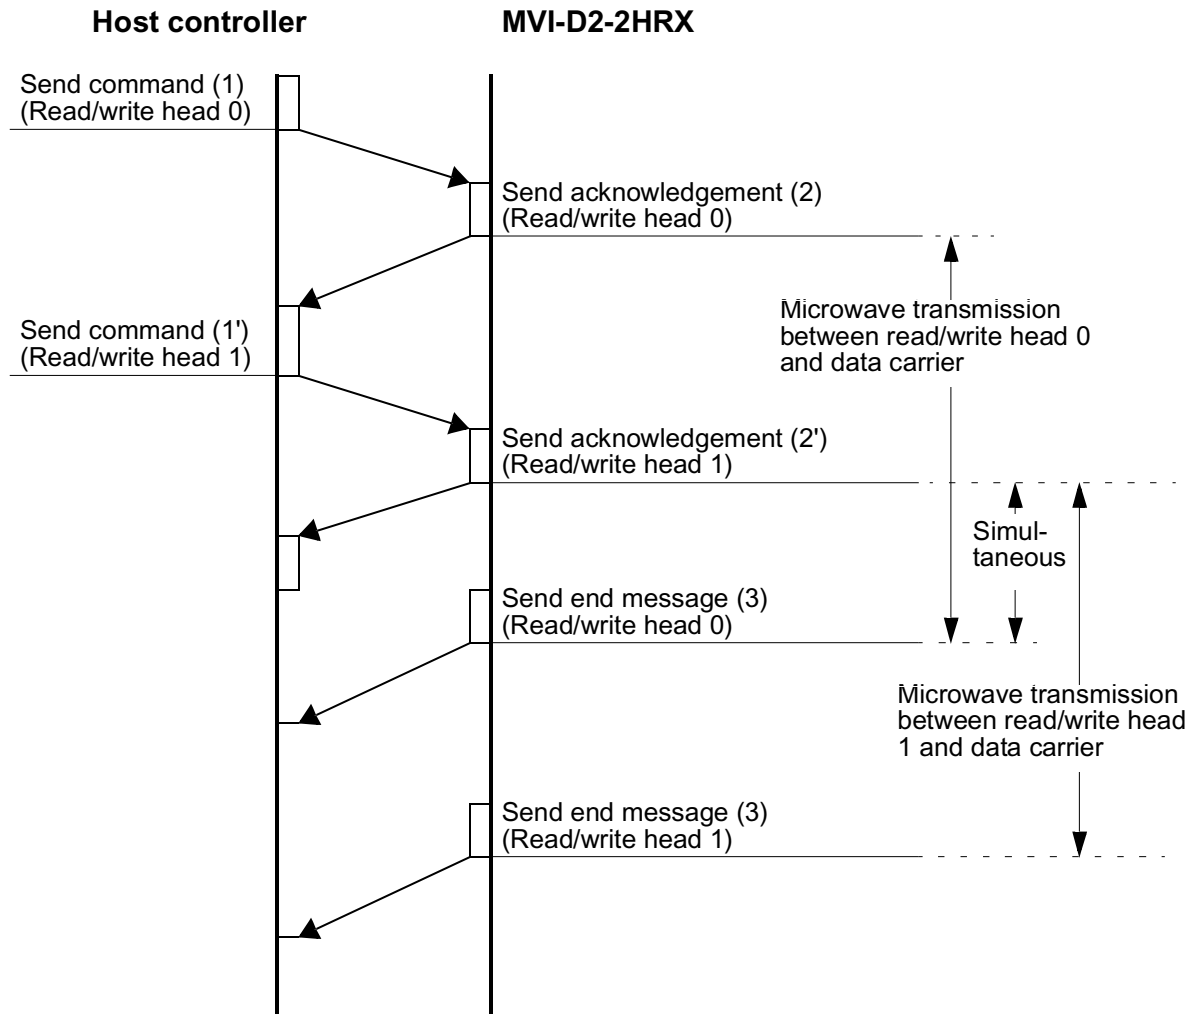 Host controller
MVI-D2-2HRX
Send command (1)
(Read/write head 0)
Send acknowledgement (2)
(Read/write head 0)
Microwave transmission
between read/write head 0
and data carrier
Send command (1')
(Read/write head 1)
Send acknowledgement (2')
(Read/write head 1)
Simul-
taneous
Send end message (3)
(Read/write head 0)
Microwave transmission
between read/write head
1 and data carrier
Send end message (3)
(Read/write head 1)